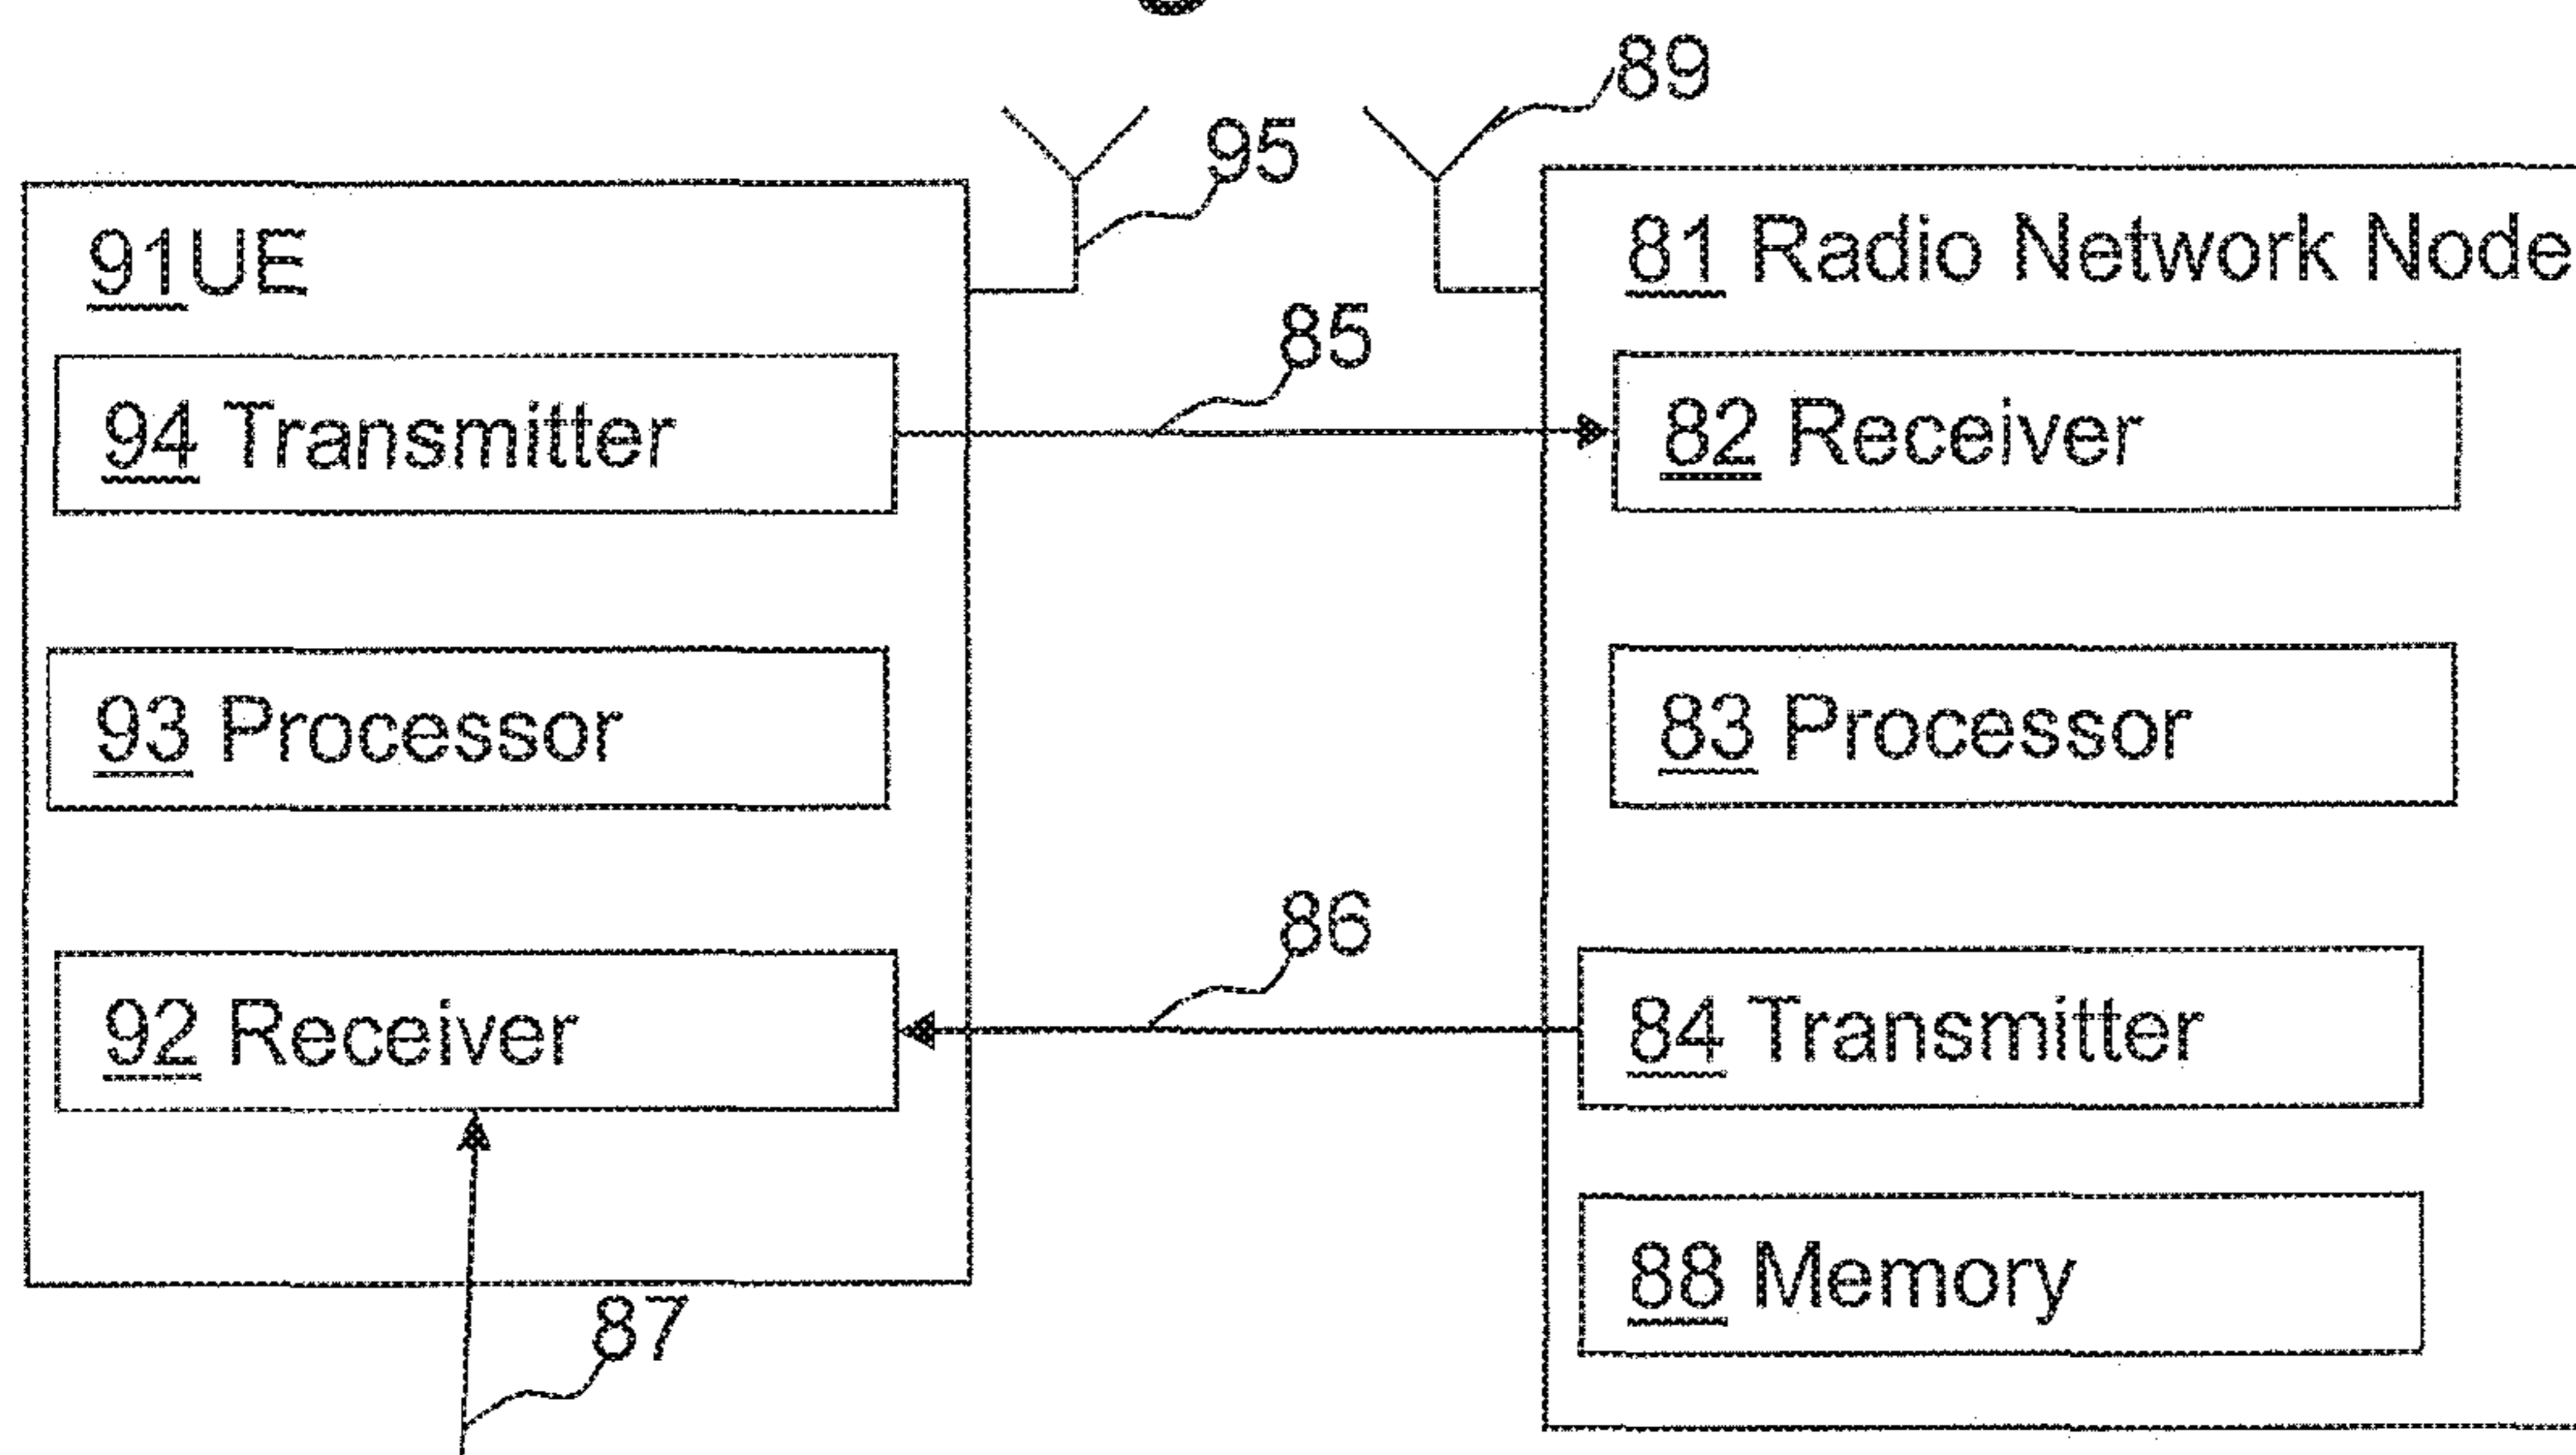 89
95
91UE
81 Radio Network Node
85
94 Transmitter
82 Receiver
93 Processor
83 Processor
86
92 Receiver
84 Transmitter
88 Memory
87